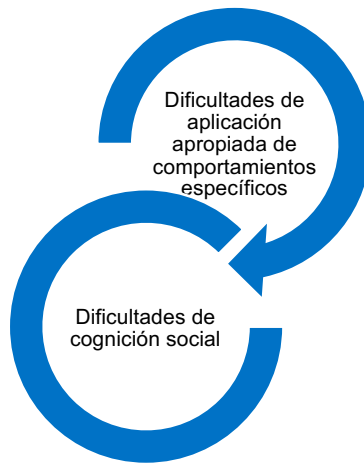 Dificultades de
aplicación
apropiada de
comportamientos
específicos
Dificultades de
cognición social